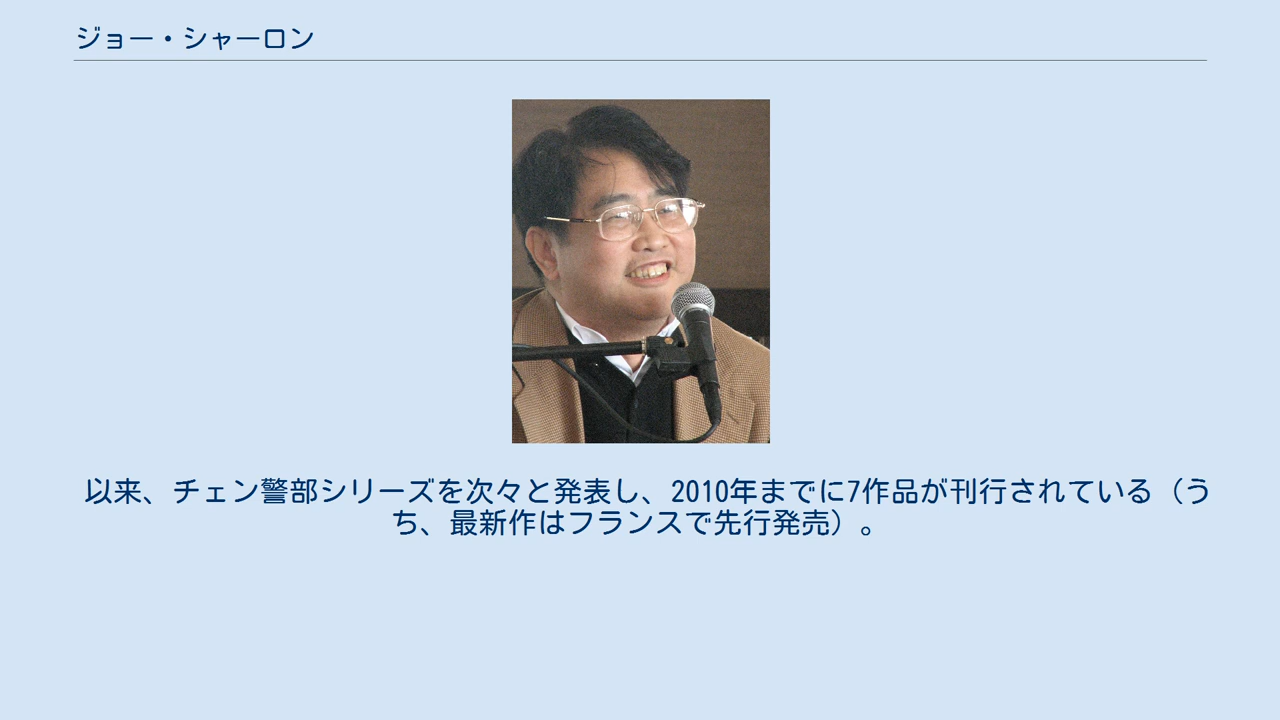 ジョー・シャーロン
以来、チェン警部シリーズを次々と発表し、2010年までに7作品が刊行されている（う
ち、最新作はフランスで先行発売）。